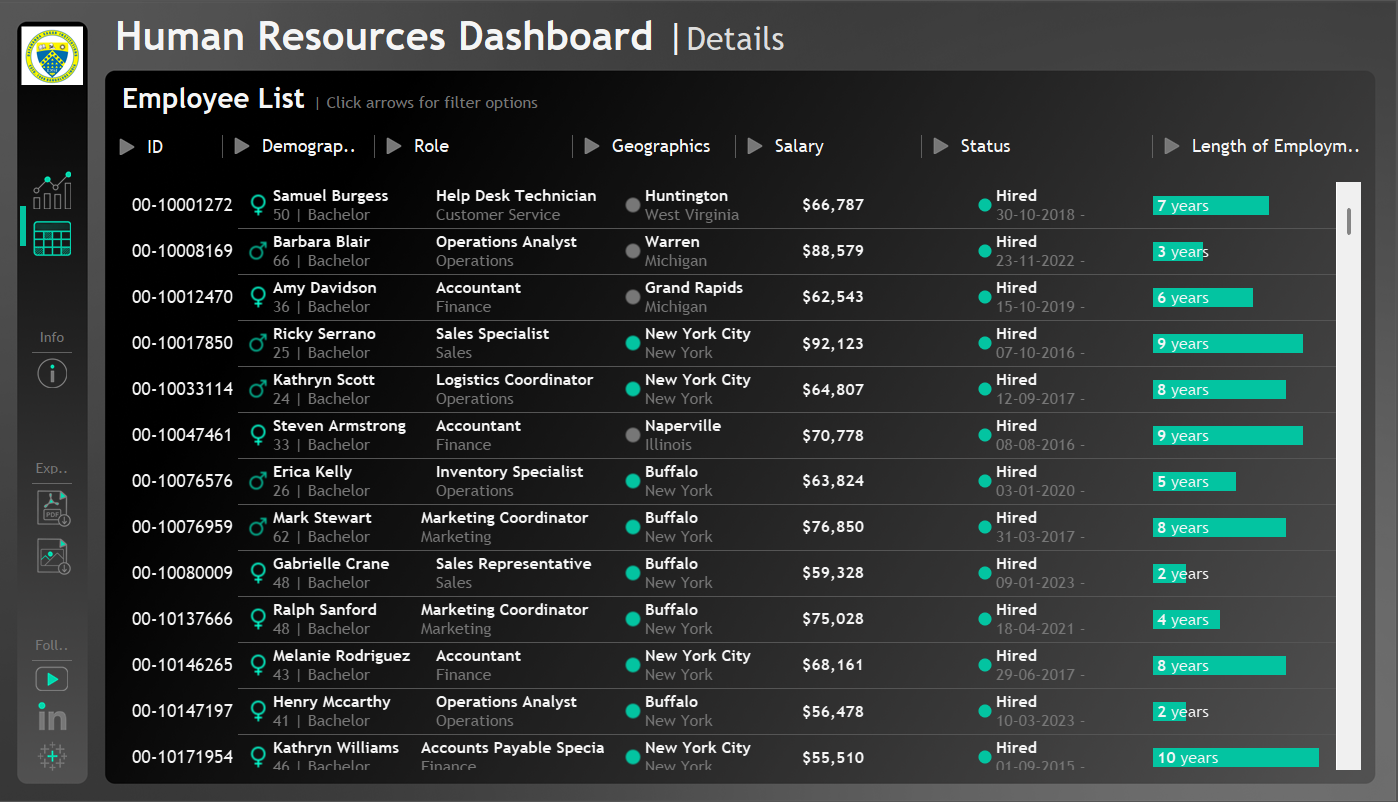 Human Resources Dashboard | Details
Employee List | Click arrows for filter options
ID Demograp.. Role Geographics Salary Status Length of Employm..
Samuel Burgess Help Desk Technician Huntington Hired
00-10001272 $66,787 7 years
50 | Bachelor Customer Service West Virginia 30-10-2018 -
Barbara Blair Operations Analyst Warren Hired
00-10008169 $88,579 3 years
66 | Bachelor Operations Michigan 23-11-2022 -
Amy Davidson Accountant Grand Rapids Hired
00-10012470 $62,543 6 years
36 | Bachelor Finance Michigan 15-10-2019 -
Ricky Serrano Sales Specialist New York City Hired
00-10017850 $92,123 9 years
25 | Bachelor Sales New York 07-10-2016 -
Kathryn Scott Logistics Coordinator New York City Hired
00-10033114 $64,807 8 years
24 | Bachelor Operations New York 12-09-2017 -
Steven Armstrong Accountant Naperville Hired
00-10047461 $70,778 9 years
33 | Bachelor Finance Illinois 08-08-2016 -
Erica Kelly Inventory Specialist Buffalo Hired
00-10076576 $63,824 5 years
26 | Bachelor Operations New York 03-01-2020 -
Mark Stewart Marketing Coordinator Buffalo Hired
00-10076959 $76,850 8 years
62 | Bachelor Marketing New York 31-03-2017 -
Gabrielle Crane Sales Representative Buffalo Hired
00-10080009 $59,328 2 years
48 | Bachelor Sales New York 09-01-2023 -
Ralph Sanford Marketing Coordinator Buffalo Hired
00-10137666 $75,028 4 years
48 | Bachelor Marketing New York 18-04-2021 -
Melanie Rodriguez Accountant New York City Hired
00-10146265 $68,161 8 years
43 | Bachelor Finance New York 29-06-2017 -
Henry Mccarthy Operations Analyst Buffalo Hired
00-10147197 $56,478 2 years
41 | Bachelor Operations New York 10-03-2023 -
Kathryn Williams Accounts Payable Specia New York City Hired
00-10171954 $55,510 10 years
46 | Bachelor Finance New York 01-09-2015 -
Info
Exp..
PDF
Foll..
in